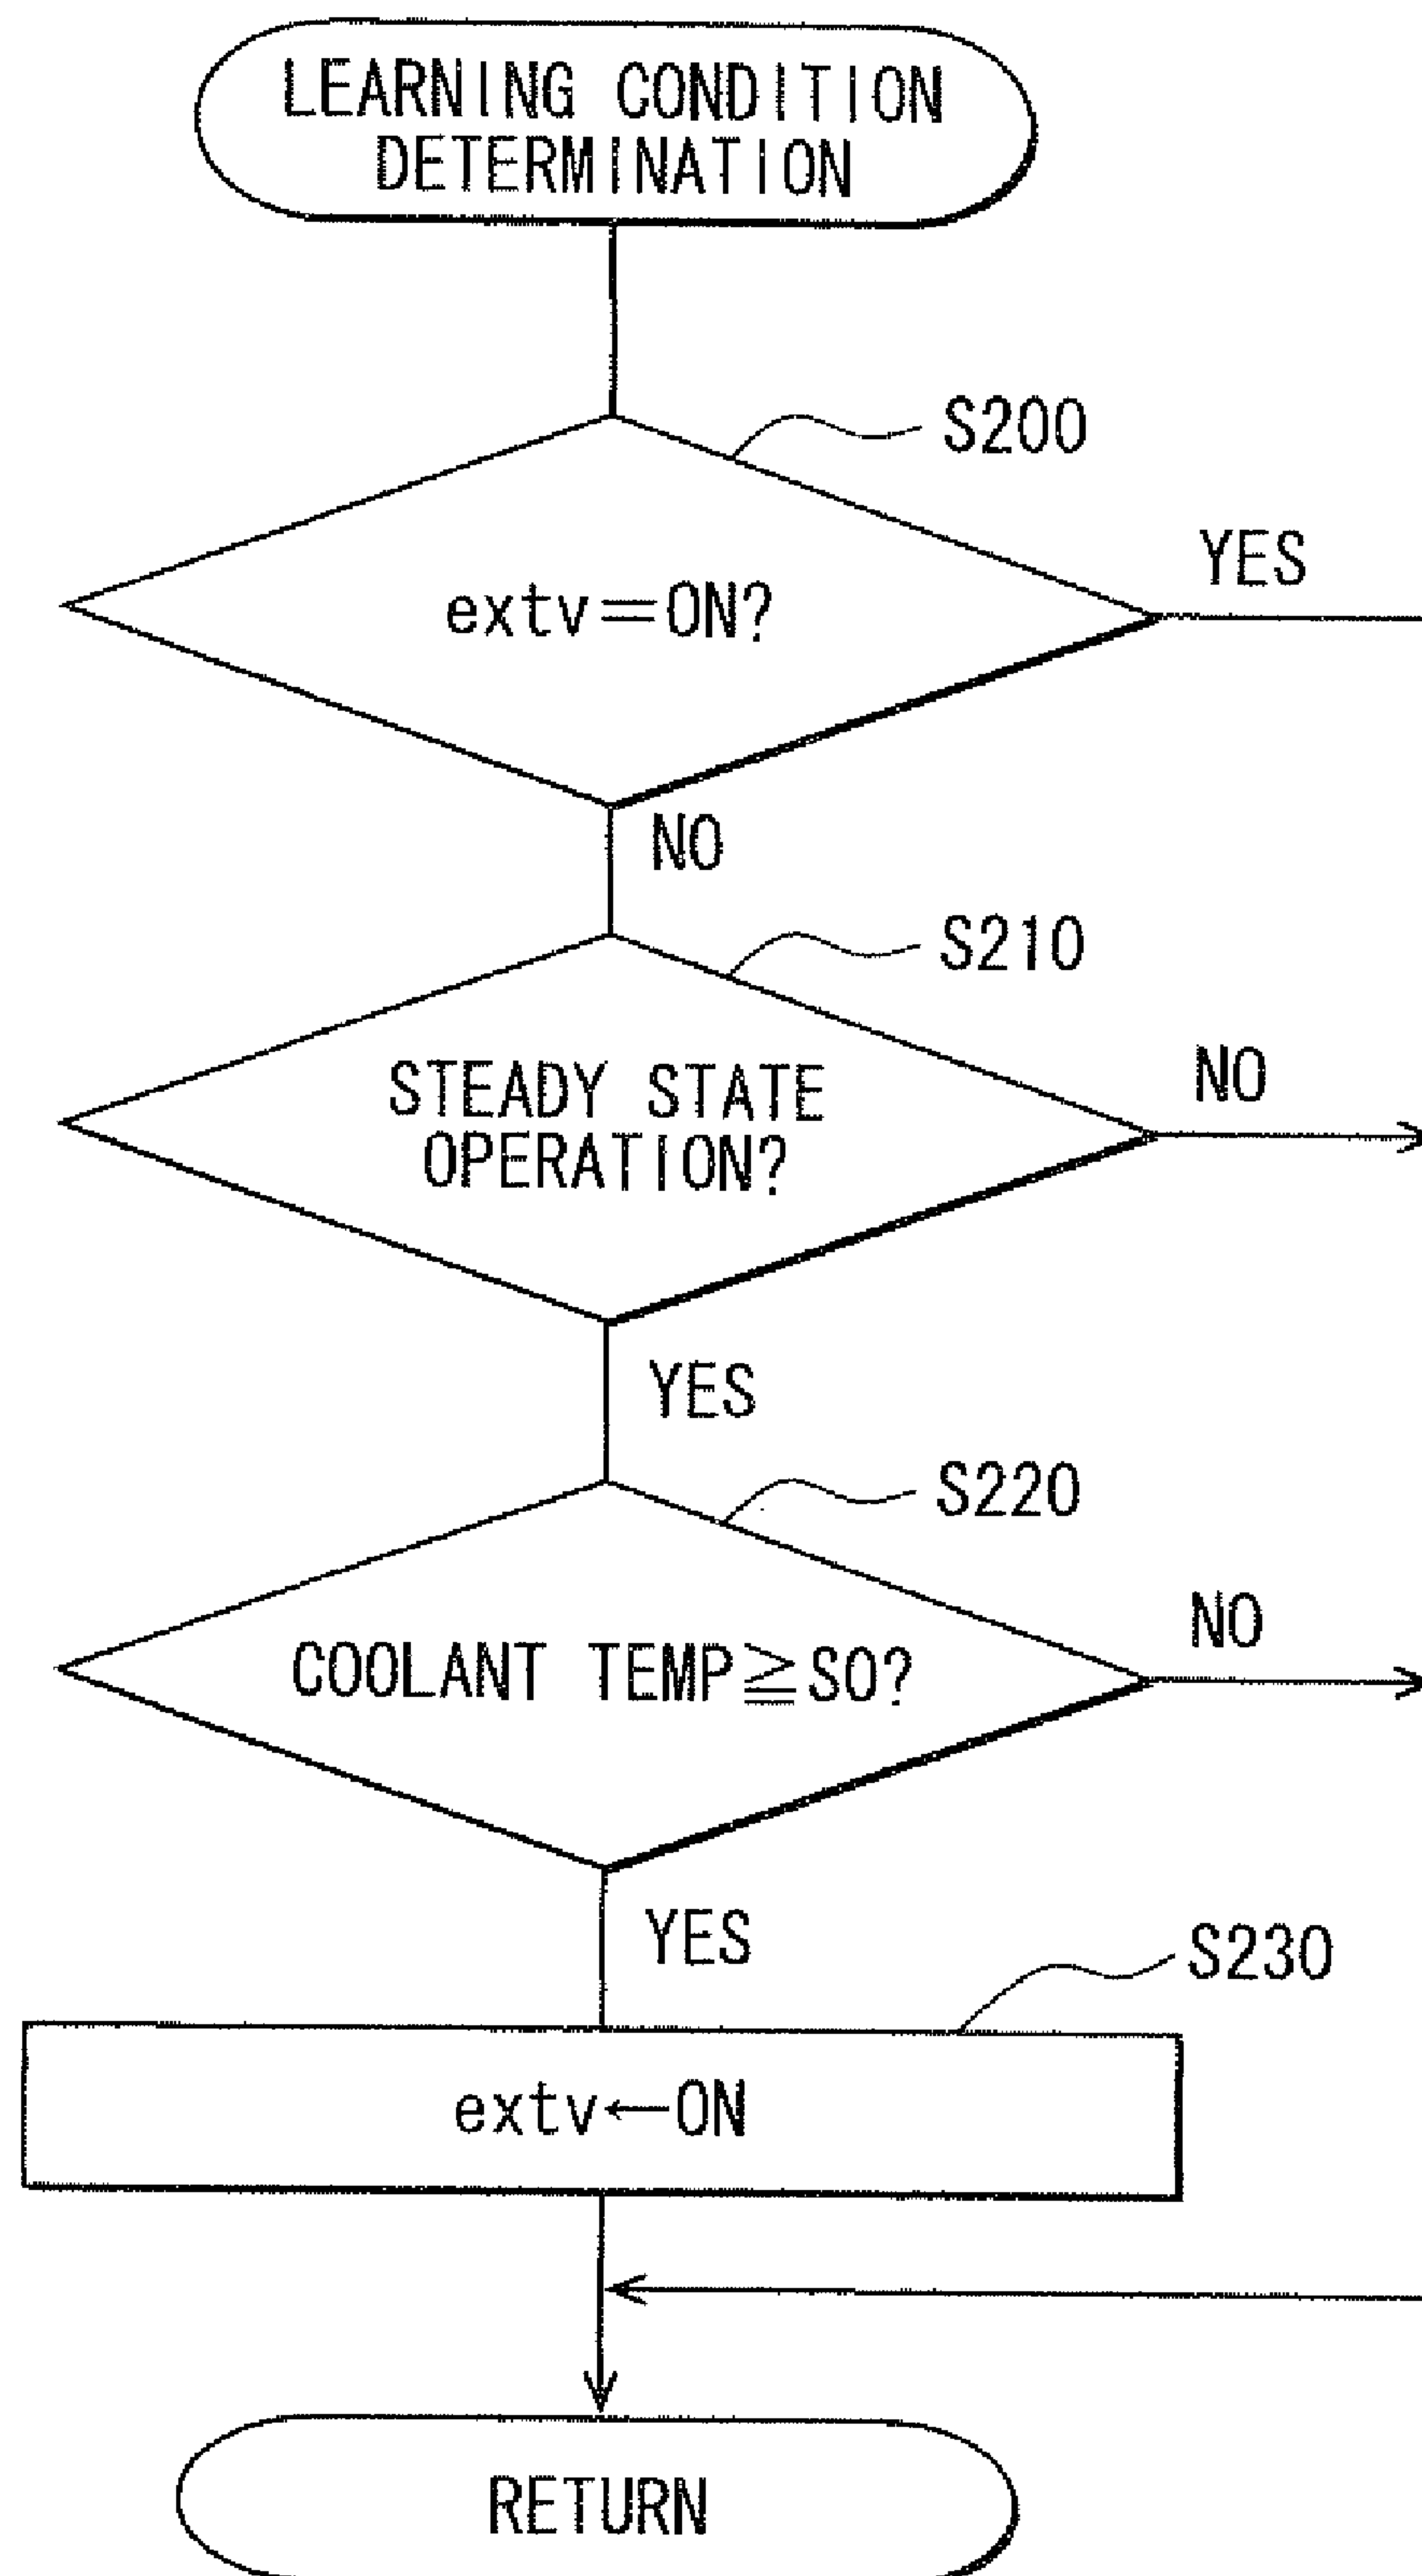 LEARNING CONDITION
DETERMINATION
S200
extv=ON?
YES
NO
S210
STEADY STATE
OPERATION?
NO
YES
S220
COOLANT TEMP≧SO?
NO
YES
S230
extv←ON
RETURN